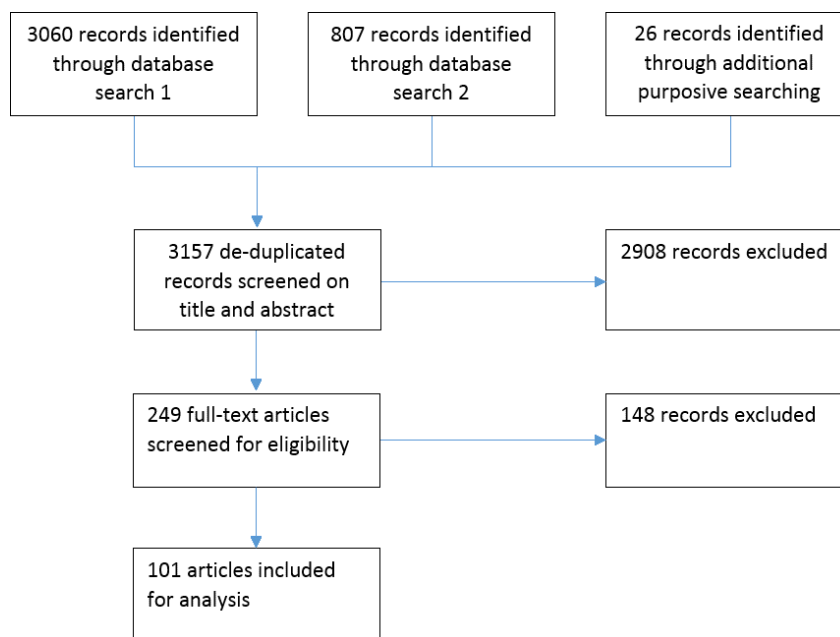 3060 records identified
through database
search 1
807 records identified
through database
search 2
26 records identified
through additional
purposive searching
3157 de-duplicated
records screened on
title and abstract
2908 records excluded
249 full-text articles
screened for eligibility
148 records excluded
101 articles included
for analysis